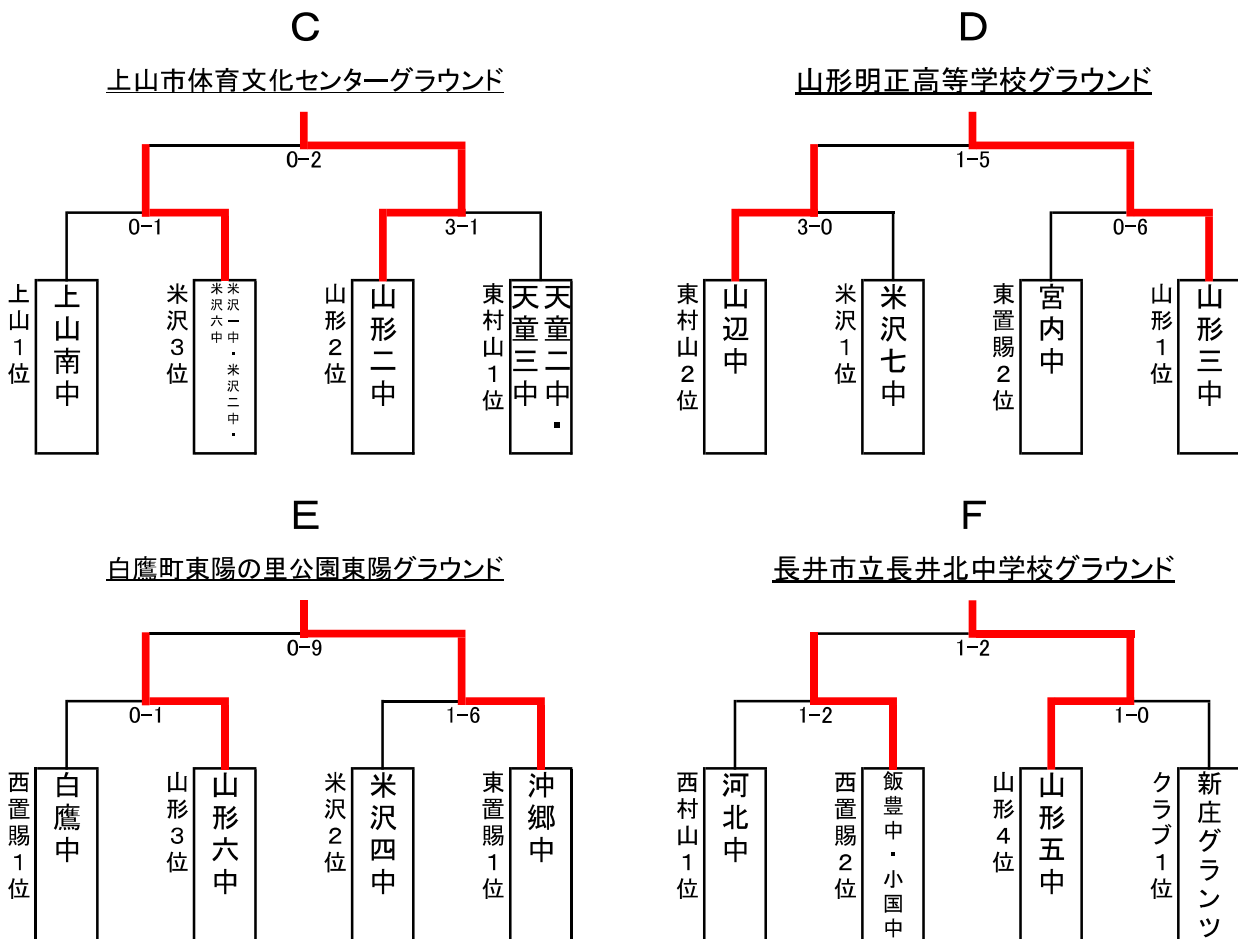 C
上山市体育文化センターグラウンド
0-2
0-1
3-1
上山1位
上山南中
米沢3位
米沢一中・米沢二中・
米沢六中
山形2位
山形二中
東村山1位
天童二中・
天童三中
D
山形明正高等学校グラウンド
1-5
3-0
0-6
東村山2位
山辺中
米沢1位
米沢七中
東置賜2位
宮内中
山形1位
山形三中
E
白鷹町東陽の里公園東陽グラウンド
0-9
0-1
1-6
西置賜1位
白鷹中
山形3位
山形六中
米沢2位
米沢四中
東置賜1位
沖郷中
F
長井市立長井北中学校グラウンド
1-2
1-2
1-0
西村山1位
河北中
西置賜2位
飯豊中・小国中
山形4位
山形五中
クラブ1位
新庄グランツ